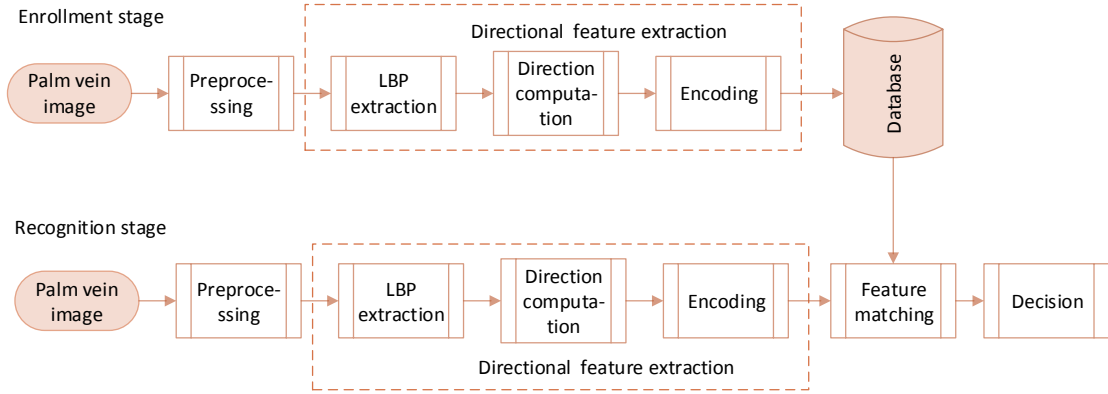 Enrollment stage
Directional feature extraction
Palm vein
image
Preproce-
ssing
LBP
extraction
Direction
computa-
tion
Encoding
Database
Recognition stage
Palm vein
image
Preproce-
ssing
LBP
extraction
Direction
computa-
tion
Encoding
Feature
matching
Decision
Directional feature extraction